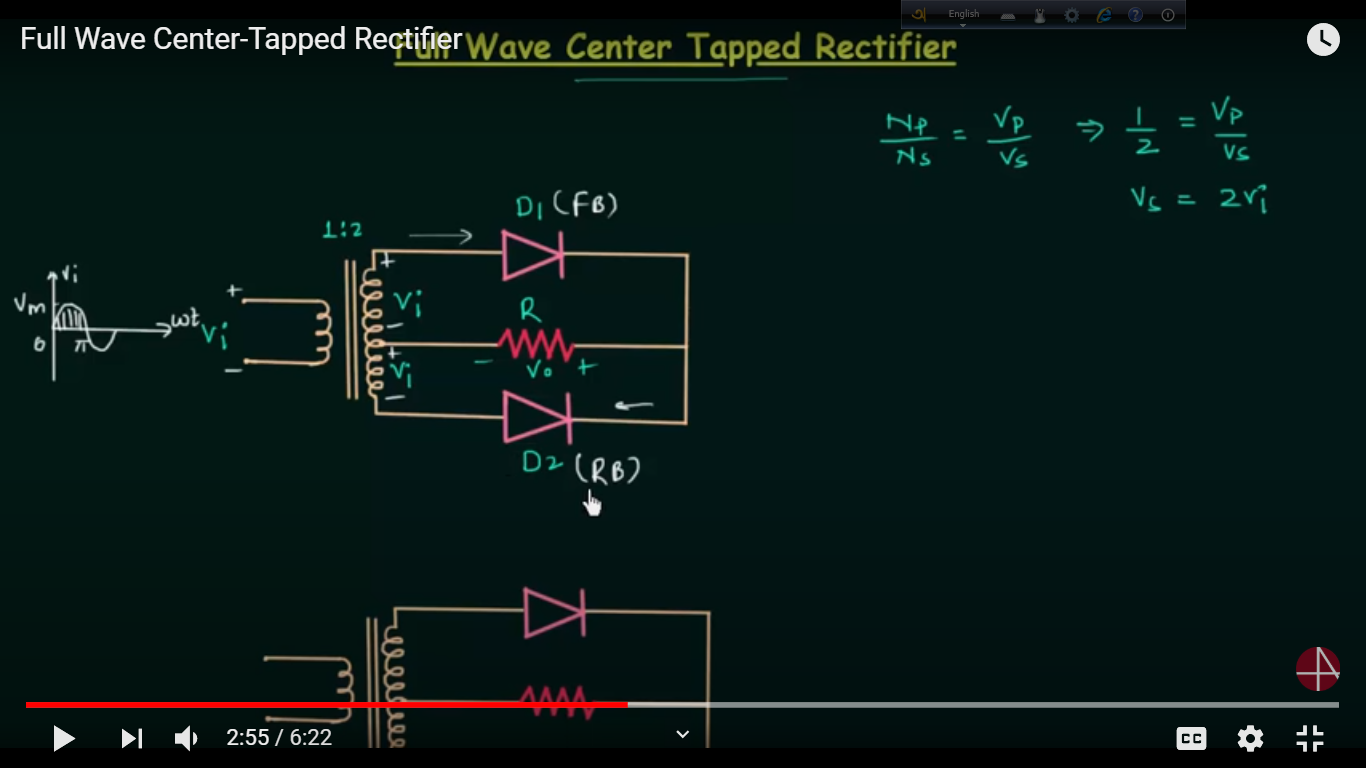 অ English
Full Wave Center-Tapped Rectifier
Full Wave Center Tapped Rectifier
Np/Ns = Vp/Vs ⇒ 1/2 = Vp/Vs
Vs = 2Vi
D1 (FB)
1:2
+
Vi
Vm
0
π
ωt
+
Vi
−
+
Vi
−
+
Vi
−
R
− Vo +
D2 (RB)
2:55 / 6:22
CC